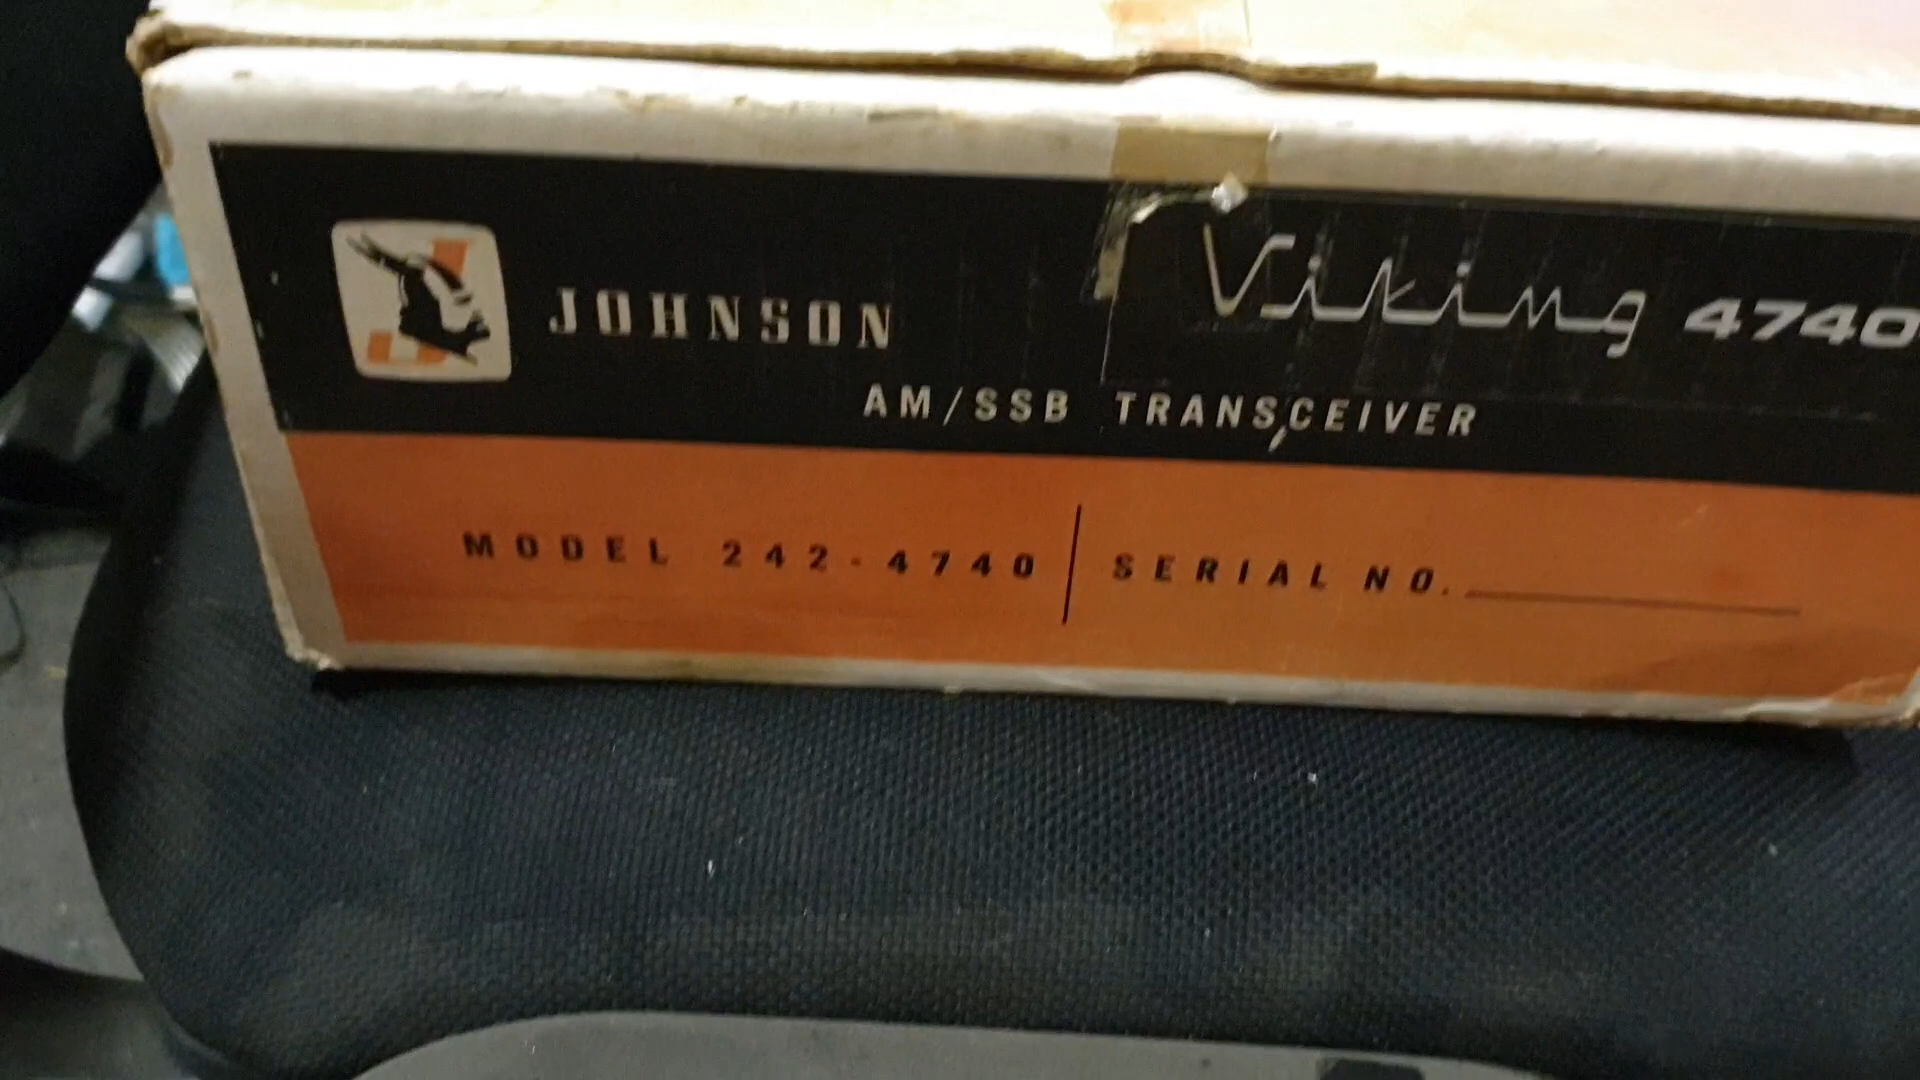 J JOHNSON
Viking 4740
AM/SSB TRANSCEIVER
MODEL 242-4740 | SERIAL NO.